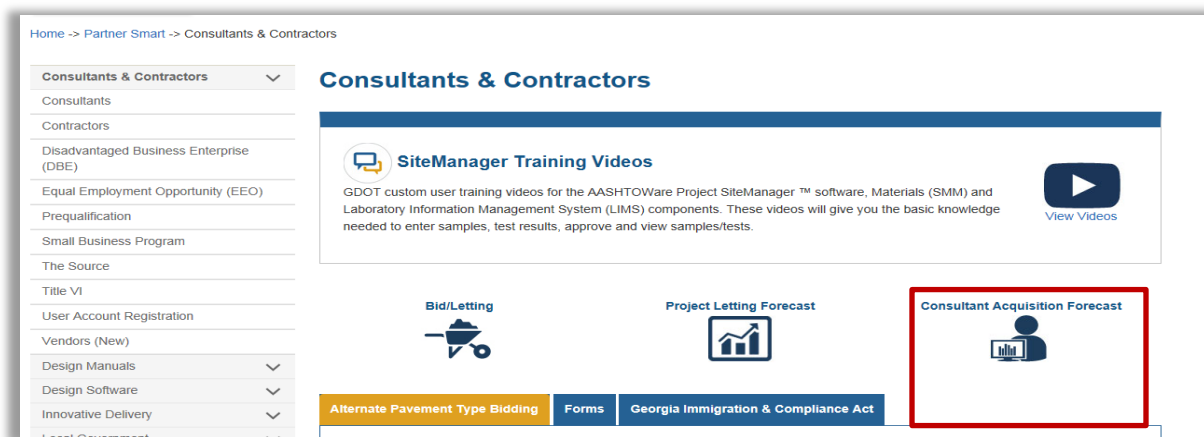 Home -> Partner Smart -> Consultants & Contractors
Consultants & Contractors
Consultants
Contractors
Disadvantaged Business Enterprise
(DBE)
Equal Employment Opportunity (EEO)
Prequalification
Small Business Program
The Source
Title VI
User Account Registration
Vendors (New)
Design Manuals
Design Software
Innovative Delivery
Local Government
Consultants & Contractors
SiteManager Training Videos
GDOT custom user training videos for the AASHTOWare Project SiteManager ™ software, Materials (SMM) and
Laboratory Information Management System (LIMS) components. These videos will give you the basic knowledge
needed to enter samples, test results, approve and view samples/tests.
View Videos
Bid/Letting
Project Letting Forecast
Consultant Acquisition Forecast
Alternate Pavement Type Bidding
Forms
Georgia Immigration & Compliance Act